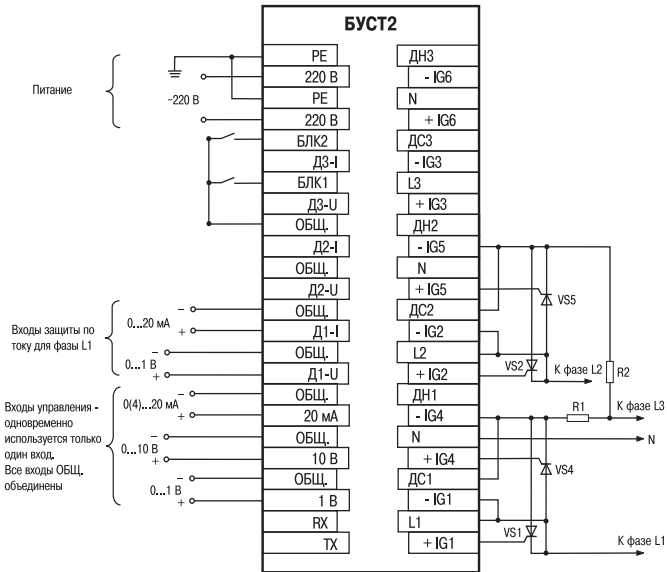 БУСТ2
PE
220 В
PE
220 В
БЛК2
Д3-I
БЛК1
Д3-U
ОБЩ.
Д2-I
ОБЩ.
Д2-U
ОБЩ.
Д1-I
ОБЩ.
Д1-U
ОБЩ.
20 мА
ОБЩ.
10 В
ОБЩ.
1 В
RX
TX
ДН3
- IG6
N
+ IG6
ДС3
- IG3
L3
+ IG3
ДН2
- IG5
N
+ IG5
ДС2
- IG2
L2
+ IG2
ДН1
- IG4
N
+ IG4
ДС1
- IG1
L1
+ IG1
Питание
~220 В
Входы защиты по
току для фазы L1
–
0...20 мА
+
–
0...1 В
+
Входы управления -
одновременно
используется только
один вход.
Все входы ОБЩ.
объединены
–
0(4)...20 мА
+
–
0...10 В
+
–
0...1 В
+
VS5
VS2
К фазе L2
R2
R1
К фазе L3
N
VS4
VS1
К фазе L1